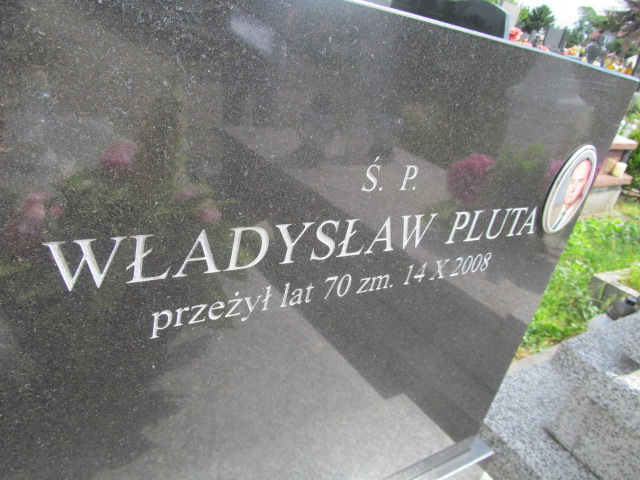 Ś. P.
WŁADYSŁAW PLUTA
przeżył lat 70 zm. 14 X 2008